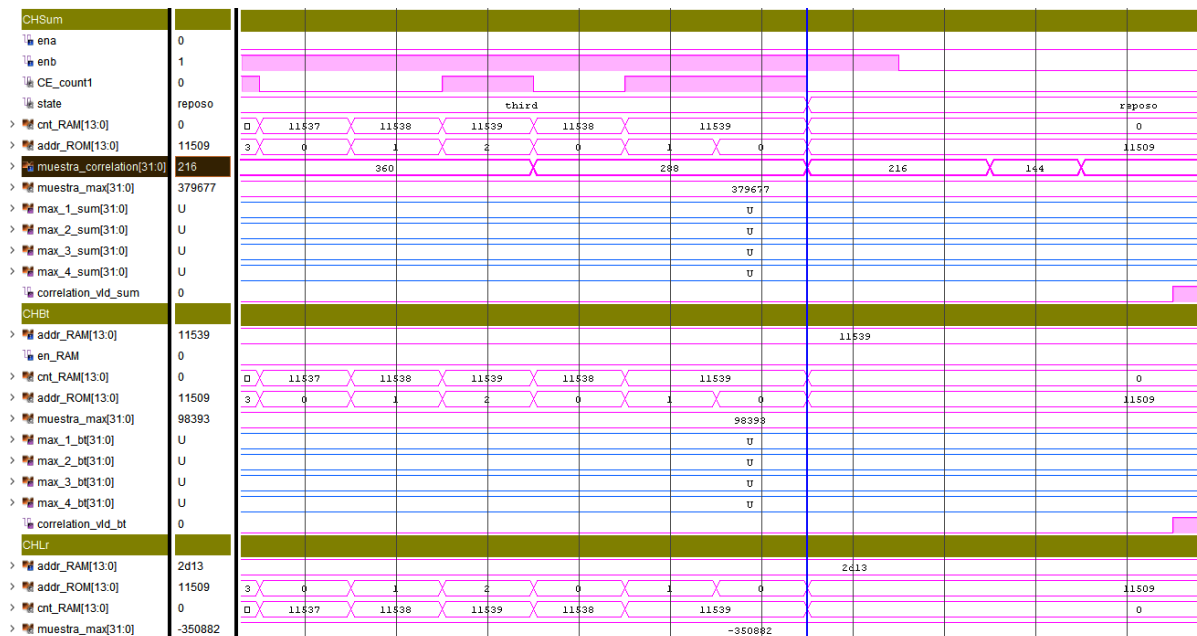 CHSum
ena 0
enb 1
CE_count1 0
state reposo third reposo
cnt_RAM[13:0] 0 11537 11538 11539 11538 11539 0
addr_ROM[13:0] 11509 3 0 1 2 0 1 0 11509
muestra_correlation[31:0] 216 360 288 216 144
muestra_max[31:0] 379677 379677
max_1_sum[31:0] U U
max_2_sum[31:0] U U
max_3_sum[31:0] U U
max_4_sum[31:0] U U
correlation_vld_sum 0
CHBt
addr_RAM[13:0] 11539 11539
en_RAM 0
cnt_RAM[13:0] 0 11537 11538 11539 11538 11539 0
addr_ROM[13:0] 11509 3 0 1 2 0 1 0 11509
muestra_max[31:0] 98393 98393
max_1_bt[31:0] U U
max_2_bt[31:0] U U
max_3_bt[31:0] U U
max_4_bt[31:0] U U
correlation_vld_bt 0
CHLr
addr_RAM[13:0] 2d13 2d13
addr_ROM[13:0] 11509 3 0 1 2 0 1 0 11509
cnt_RAM[13:0] 0 11537 11538 11539 11538 11539 0
muestra_max[31:0] -350882 -350882